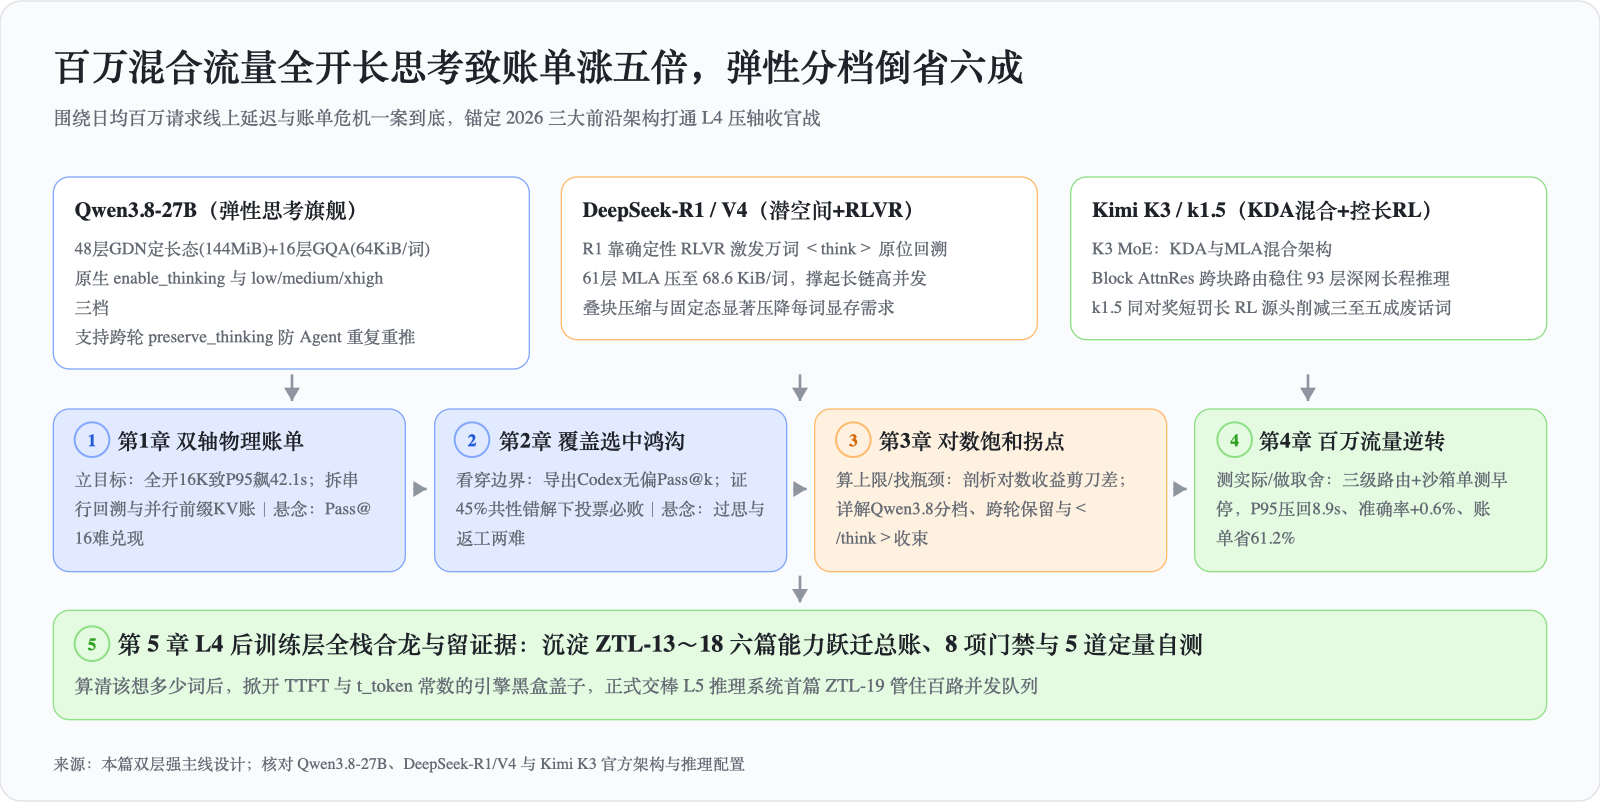 百万混合流量全开长思考致账单涨五倍，弹性分档倒省六成
围绕日均百万请求线上延迟与账单危机一案到底，锚定 2026 三大前沿架构打通 L4 压轴收官战
Qwen3.8-27B（弹性思考旗舰）
48层GDN定长态(144MiB)+16层GQA(64KiB/词)
原生 enable_thinking 与 low/medium/xhigh
三档
支持跨轮 preserve_thinking 防 Agent 重复重推
DeepSeek-R1 / V4（潜空间+RLVR）
R1 靠确定性 RLVR 激发万词 ＜think＞ 原位回溯
61层 MLA 压至 68.6 KiB/词，撑起长链高并发
叠块压缩与固定态显著压降每词显存需求
Kimi K3 / k1.5（KDA混合+控长RL）
K3 MoE：KDA与MLA混合架构
Block AttnRes 跨块路由稳住 93 层深网长程推理
k1.5 同对奖短罚长 RL 源头削减三至五成废话词
1 第1章 双轴物理账单
立目标：全开16K致P95飙42.1s；拆串
行回溯与并行前缀KV账｜悬念：Pass@
16难兑现
2 第2章 覆盖选中鸿沟
看穿边界：导出Codex无偏Pass@k；证
45%共性错解下投票必败｜悬念：过思与
返工两难
3 第3章 对数饱和拐点
算上限/找瓶颈：剖析对数收益剪刀差；
详解Qwen3.8分档、跨轮保留与＜
/think＞收束
4 第4章 百万流量逆转
测实际/做取舍：三级路由+沙箱单测早
停，P95压回8.9s、准确率+0.6%、账
单省61.2%
5 第 5 章 L4 后训练层全栈合龙与留证据：沉淀 ZTL-13～18 六篇能力跃迁总账、8 项门禁与 5 道定量自测
算清该想多少词后，掀开 TTFT 与 t_token 常数的引擎黑盒盖子，正式交棒 L5 推理系统首篇 ZTL-19 管住百路并发队列
来源：本篇双层强主线设计；核对 Qwen3.8-27B、DeepSeek-R1/V4 与 Kimi K3 官方架构与推理配置